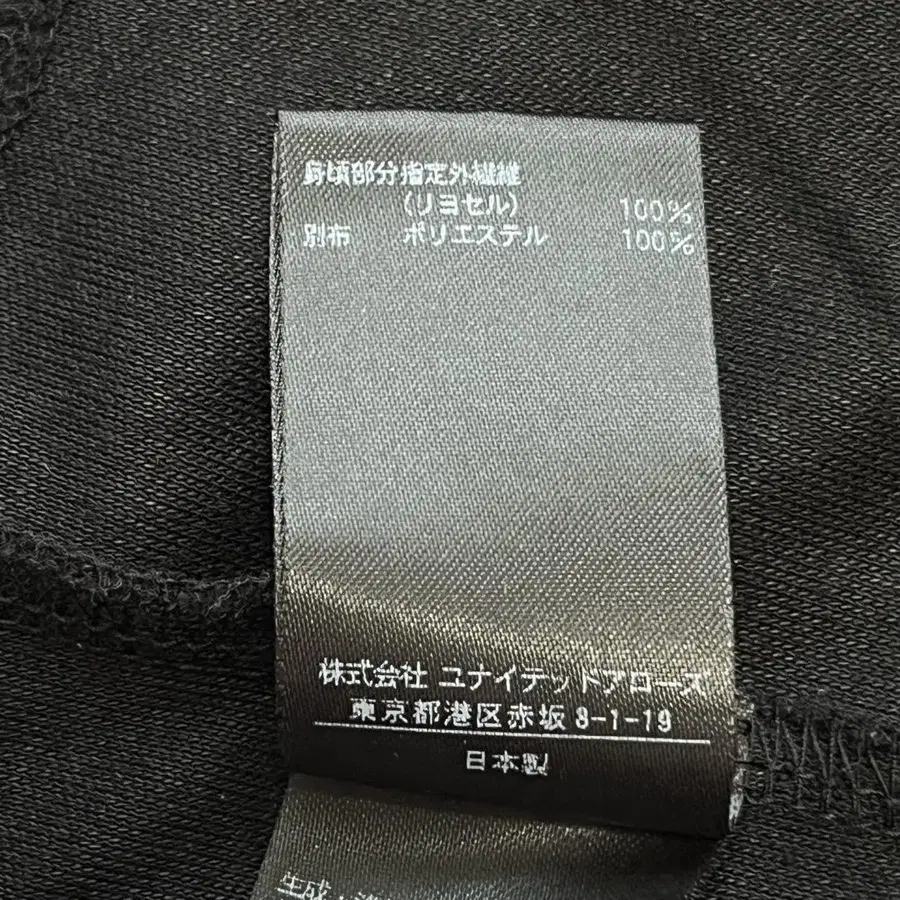 身頃部分指定外繊維
(リヨセル) 100%
別布 ポリエステル 100%
株式会社 ユナイテッドアローズ
東京都港区赤坂8-1-19
日本製